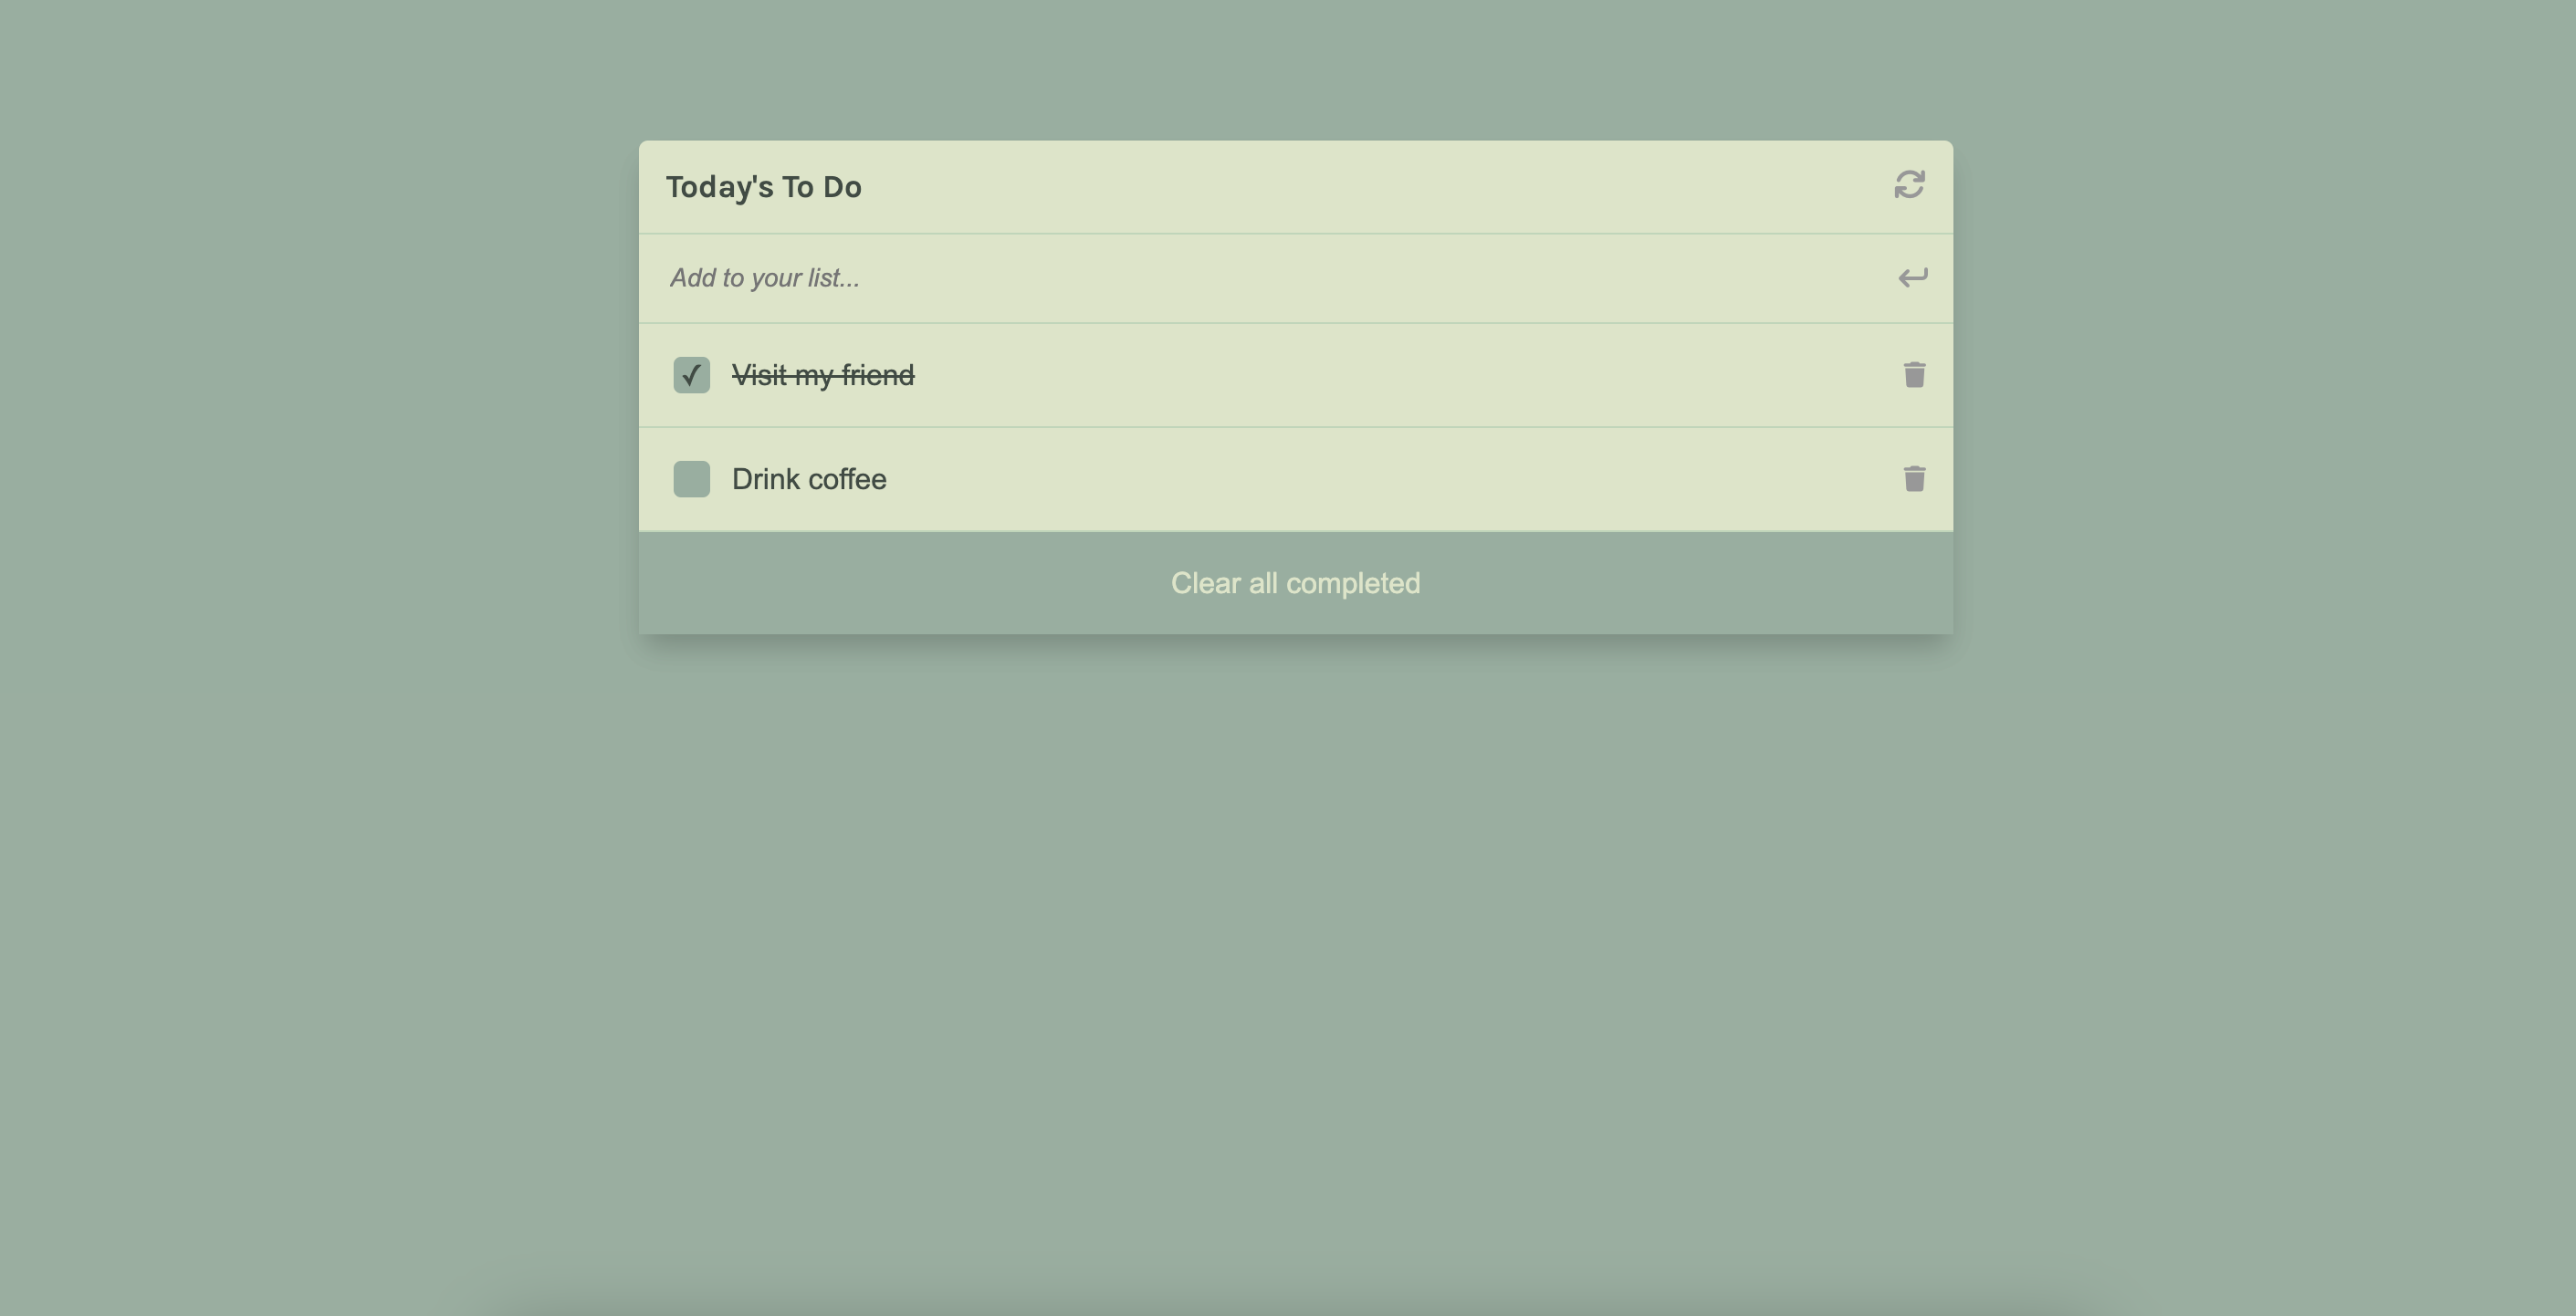 Today's To Do
Add to your list...
Visit my friend
Drink coffee
Clear all completed